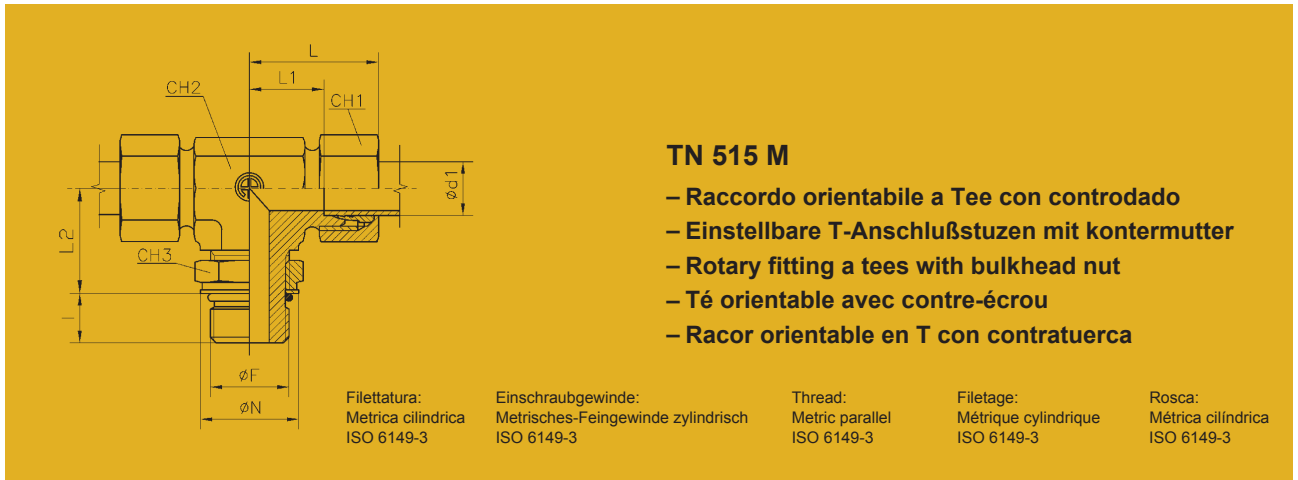 L
L1
CH2
CH1
Ød1
L2
CH3
l
ØF
ØN
TN 515 M
– Raccordo orientabile a Tee con controdado
– Einstellbare T-Anschlußstuzen mit kontermutter
– Rotary fitting a tees with bulkhead nut
– Té orientable avec contre-écrou
– Racor orientable en T con contratuerca
Filettatura:
Metrica cilindrica
ISO 6149-3
Einschraubgewinde:
Metrisches-Feingewinde zylindrisch
ISO 6149-3
Thread:
Metric parallel
ISO 6149-3
Filetage:
Métrique cylindrique
ISO 6149-3
Rosca:
Métrica cilíndrica
ISO 6149-3